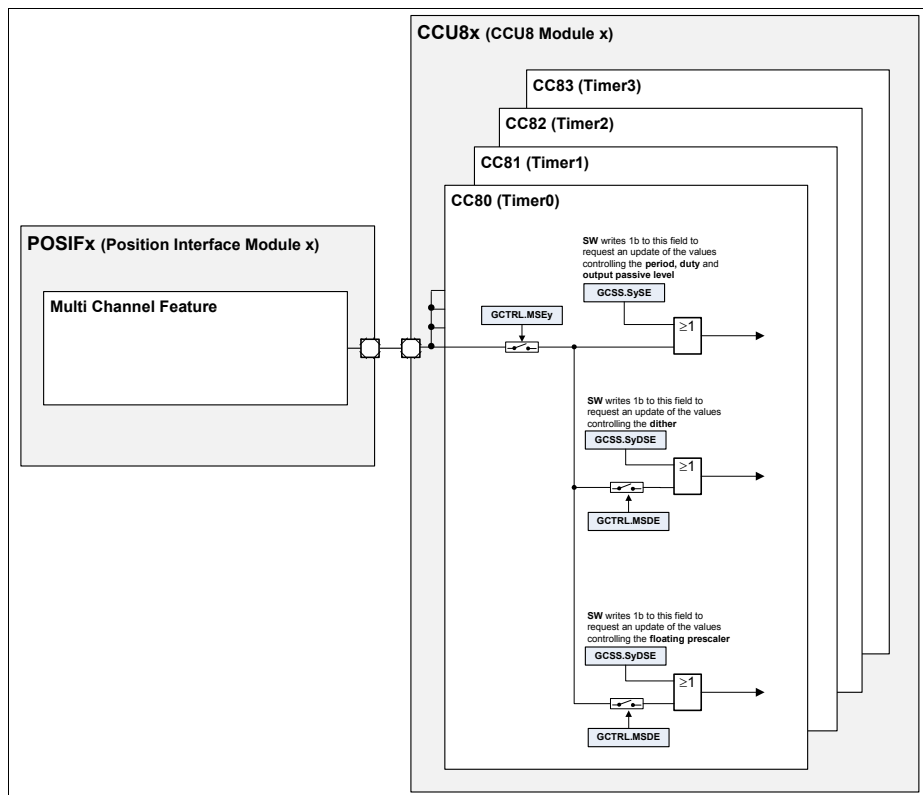 CCU8x (CCU8 Module x)
CC83 (Timer3)
CC82 (Timer2)
CC81 (Timer1)
CC80 (Timer0)
POSIFx (Position Interface Module x)
Multi Channel Feature
SW writes 1b to this field to
request an update of the values
controlling the period, duty and
output passive level
GCSS.SySE
GCTRL.MSEy
≥1
SW writes 1b to this field to
request an update of the values
controlling the dither
GCSS.SyDSE
≥1
GCTRL.MSDE
SW writes 1b to this field to
request an update of the values
controlling the floating prescaler
GCSS.SyDSE
≥1
GCTRL.MSDE